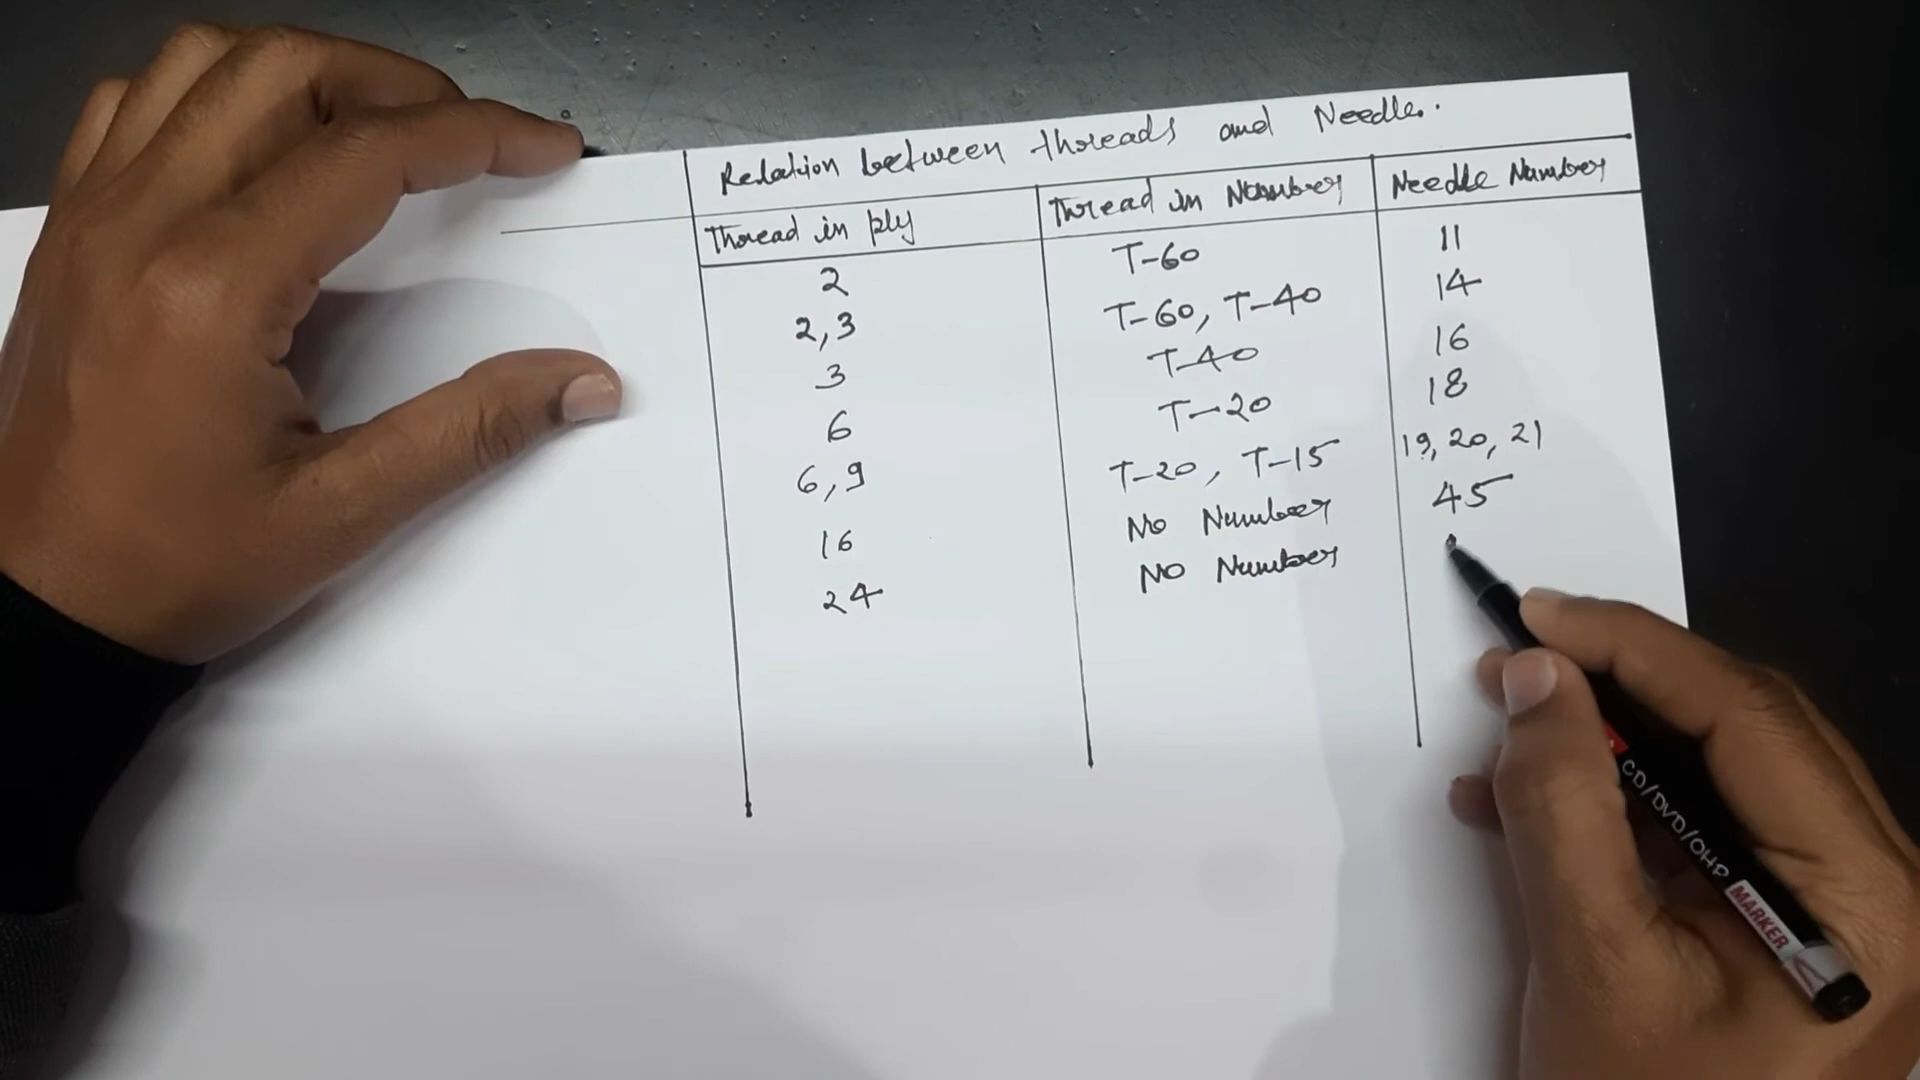 Relation between threads and Needle.
Thread in ply Thread in Number Needle Number
2 T-60 11
2,3 T-60, T-40 14
3 T-40 16
6 T-20 18
6,9 T-20, T-15 19, 20, 21
16 No Number 45
24 No Number
CD/DVD/OHP MARKER